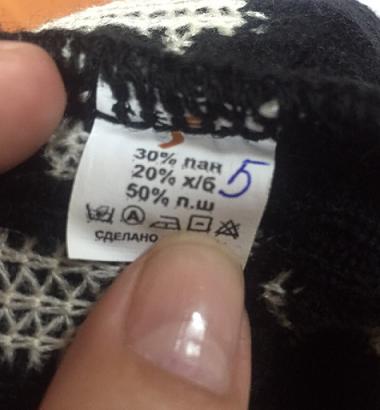 30% пан
20% х/б 5
50% п.ш
A
СДЕЛАНО